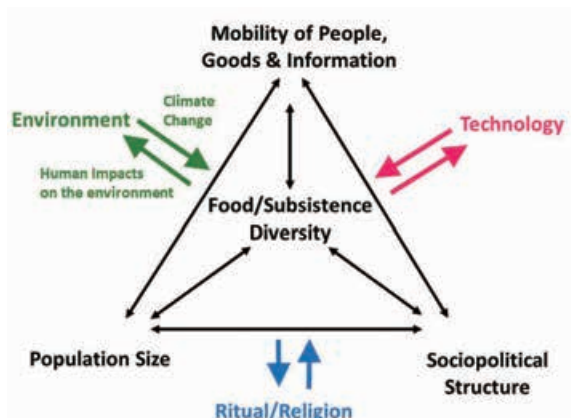 Mobility of People,
Goods & Information
Climate
Change
Environment
Technology
Human Impacts
on the environment
Food/Subsistence
Diversity
Population Size
Sociopolitical
Structure
Ritual/Religion